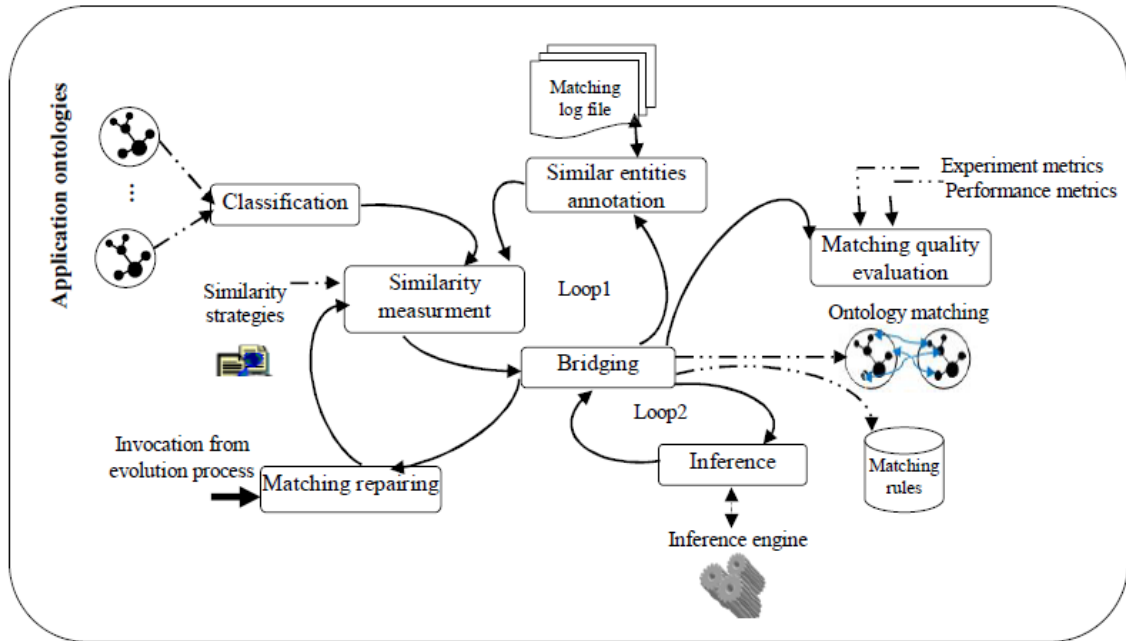 Application ontologies
Matching
log file
Similar entities
annotation
Experiment metrics
Performance metrics
Classification
Matching quality
evaluation
Similarity
strategies
Similarity
measurment
Loop1
Ontology matching
Bridging
Loop2
Invocation from
evolution process
Matching repairing
Inference
Matching
rules
Inference engine